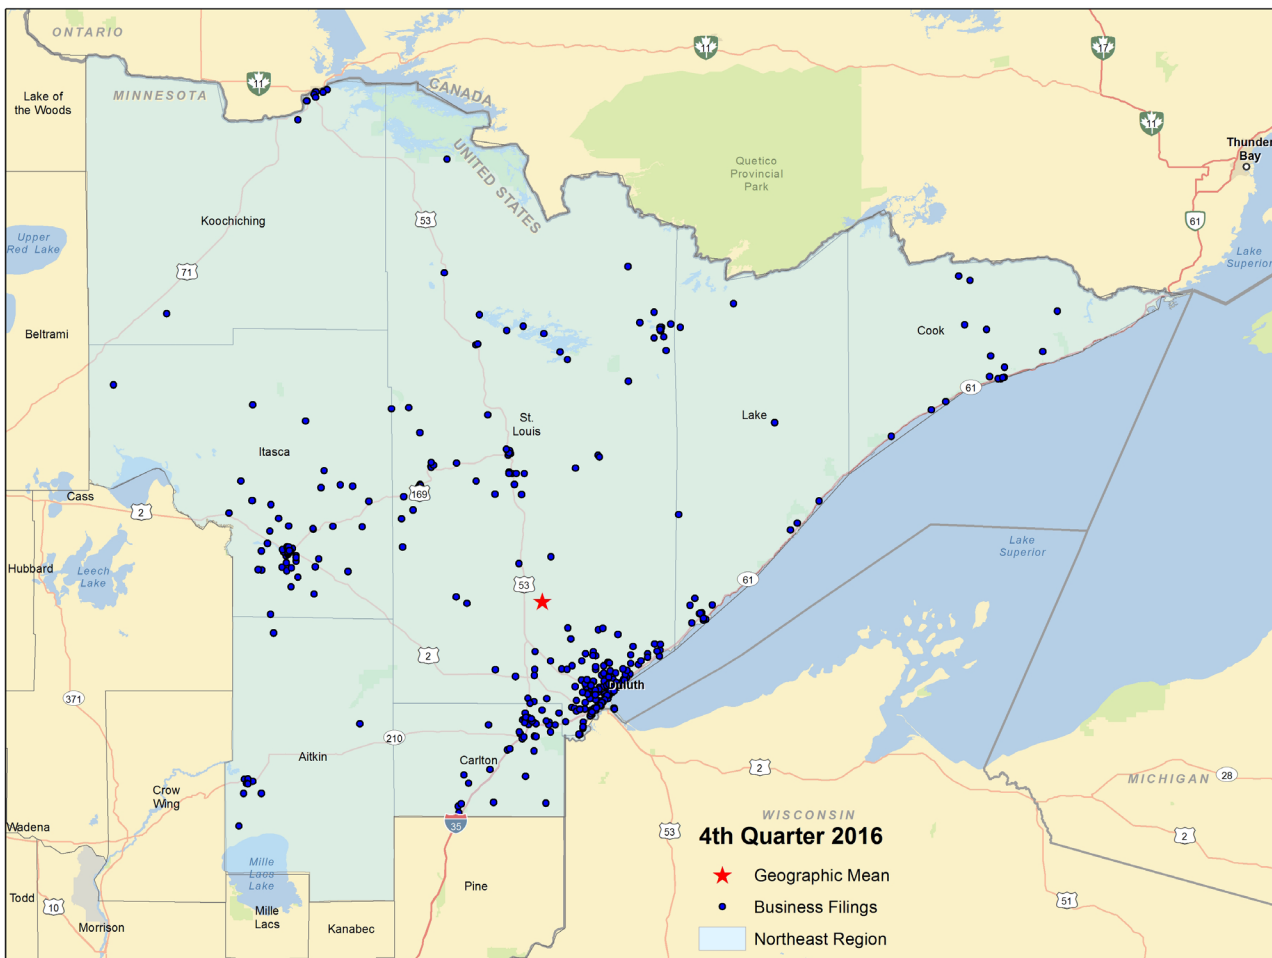 ONTARIO
11
17
Lake of
the Woods
MINNESOTA
11
CANADA
11
Thunder
Bay
UNITED STATES
Quetico
Provincial
Park
Koochiching
53
61
Upper
Red Lake
71
Lake
Superior
Beltrami
Cook
61
Lake
St.
Louis
Itasca
169
Cass
2
Lake
Superior
Hubbard
Leech
Lake
53
61
2
Duluth
371
210
Aitkin
Carlton
2
28
MICHIGAN
Crow
Wing
WISCONSIN
Wadena
35
53
4th Quarter 2016
2
Mille
Lacs
Lake
Geographic Mean
Pine
Todd
10
Business Filings
51
Mille
Lacs
Morrison
Kanabec
Northeast Region